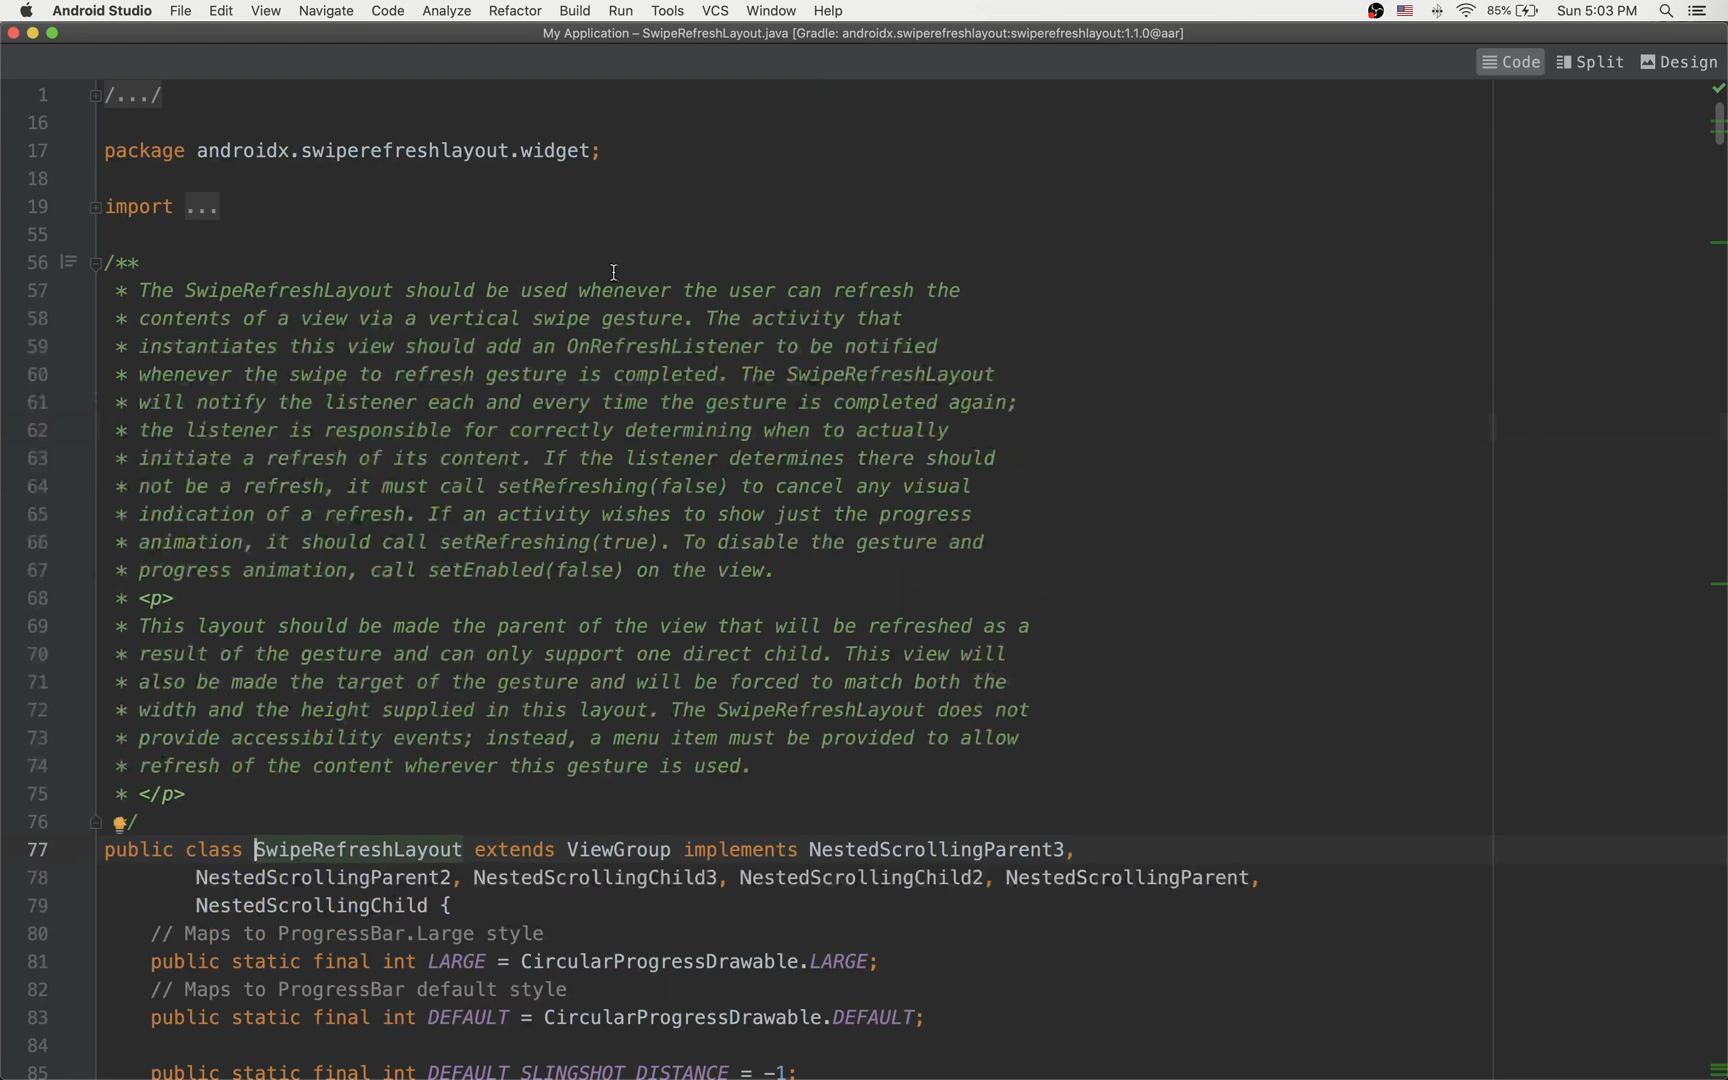 Android Studio File Edit View Navigate Code Analyze Refactor Build Run Tools VCS Window Help 85% Sun 5:03 PM
My Application – SwipeRefreshLayout.java [Gradle: androidx.swiperefreshlayout:swiperefreshlayout:1.1.0@aar]
Code Split Design
1 /.../
16
17 package androidx.swiperefreshlayout.widget;
18
19 import ...
55
56 /**
57 * The SwipeRefreshLayout should be used whenever the user can refresh the
58 * contents of a view via a vertical swipe gesture. The activity that
59 * instantiates this view should add an OnRefreshListener to be notified
60 * whenever the swipe to refresh gesture is completed. The SwipeRefreshLayout
61 * will notify the listener each and every time the gesture is completed again;
62 * the listener is responsible for correctly determining when to actually
63 * initiate a refresh of its content. If the listener determines there should
64 * not be a refresh, it must call setRefreshing(false) to cancel any visual
65 * indication of a refresh. If an activity wishes to show just the progress
66 * animation, it should call setRefreshing(true). To disable the gesture and
67 * progress animation, call setEnabled(false) on the view.
68 * <p>
69 * This layout should be made the parent of the view that will be refreshed as a
70 * result of the gesture and can only support one direct child. This view will
71 * also be made the target of the gesture and will be forced to match both the
72 * width and the height supplied in this layout. The SwipeRefreshLayout does not
73 * provide accessibility events; instead, a menu item must be provided to allow
74 * refresh of the content wherever this gesture is used.
75 * </p>
76 */
77 public class SwipeRefreshLayout extends ViewGroup implements NestedScrollingParent3,
78 NestedScrollingParent2, NestedScrollingChild3, NestedScrollingChild2, NestedScrollingParent,
79 NestedScrollingChild {
80 // Maps to ProgressBar.Large style
81 public static final int LARGE = CircularProgressDrawable.LARGE;
82 // Maps to ProgressBar default style
83 public static final int DEFAULT = CircularProgressDrawable.DEFAULT;
84
85 public static final int DEFAULT_SLINGSHOT_DISTANCE = -1;